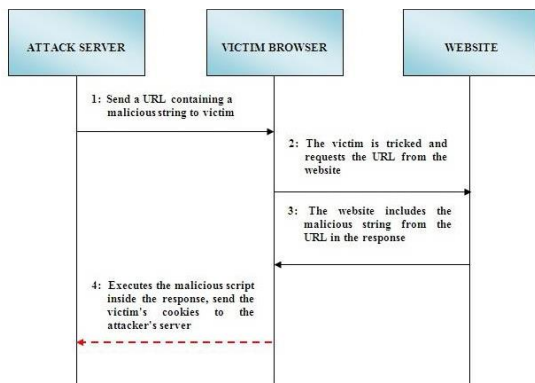 ATTACK SERVER
VICTIM BROWSER
WEBSITE
1: Send a URL containing a
malicious string to victim
2: The victim is tricked and
requests the URL from the
website
3: The website includes the
malicious string from the
URL in the response
4: Executes the malicious script
inside the response, send the
victim's cookies to the
attacker's server